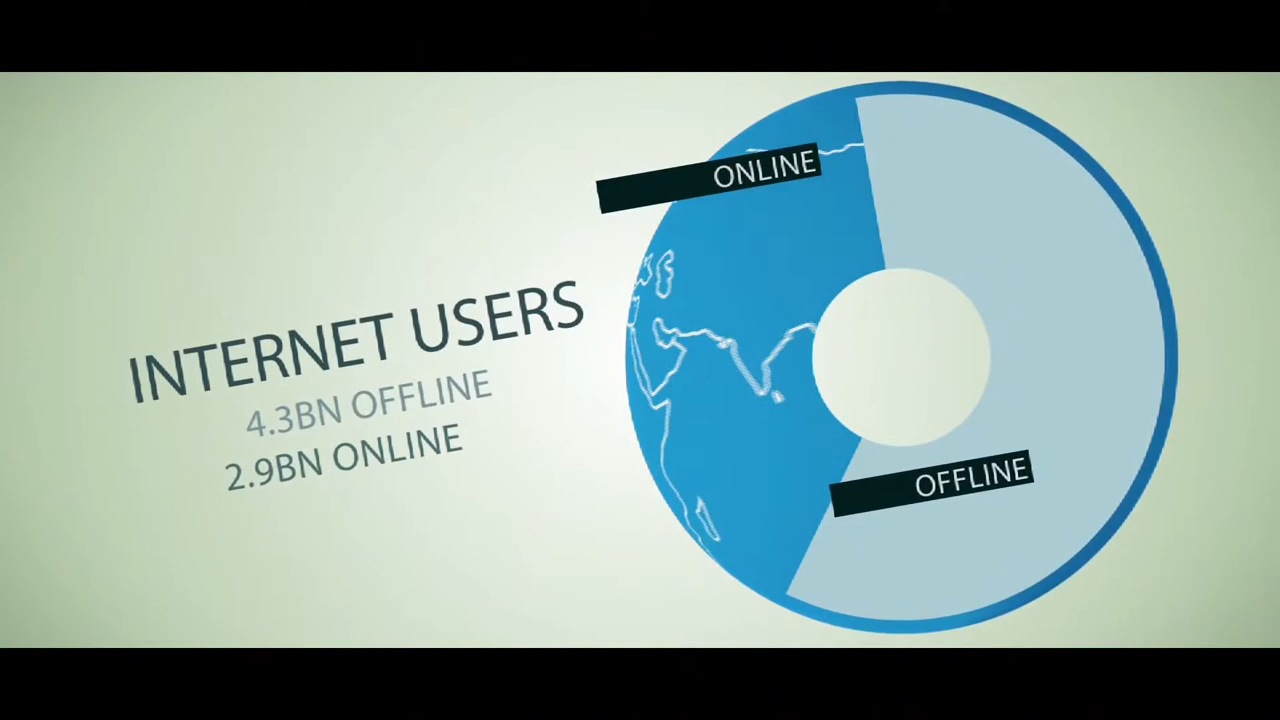 INTERNET USERS
4.3BN OFFLINE
2.9BN ONLINE
ONLINE
OFFLINE